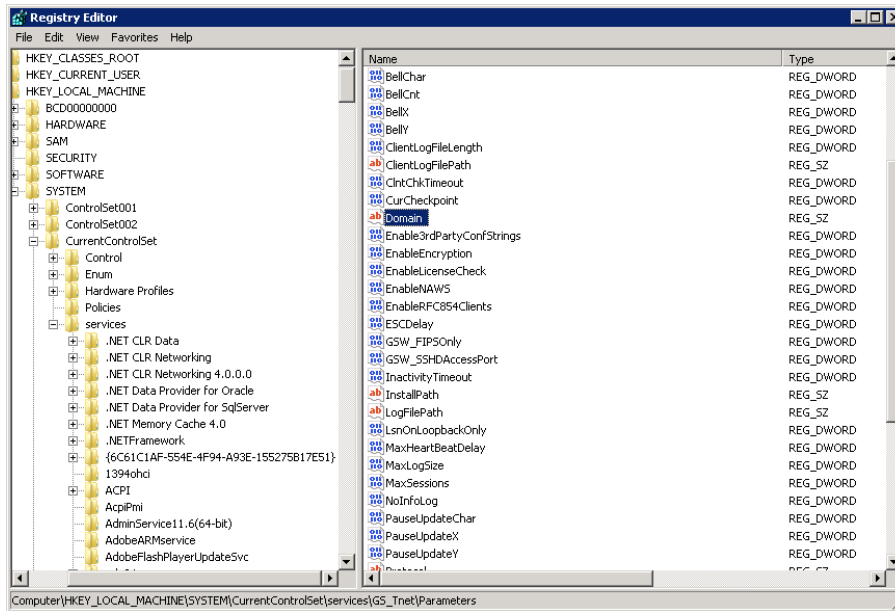 Registry Editor
File Edit View Favorites Help
HKEY_CLASSES_ROOT
HKEY_CURRENT_USER
HKEY_LOCAL_MACHINE
BCD00000000
HARDWARE
SAM
SECURITY
SOFTWARE
SYSTEM
ControlSet001
ControlSet002
CurrentControlSet
Control
Enum
Hardware Profiles
Policies
services
.NET CLR Data
.NET CLR Networking
.NET CLR Networking 4.0.0.0
.NET Data Provider for Oracle
.NET Data Provider for SqlServer
.NET Memory Cache 4.0
.NETFramework
{6C61C1AF-554E-4F94-A93E-155275B17E51}
1394ohci
ACPI
AcpiPmi
AdminService11.6(64-bit)
AdobeARMservice
AdobeFlashPlayerUpdateSvc
Name Type
BellChar REG_DWORD
BellCnt REG_DWORD
BellX REG_DWORD
BellY REG_DWORD
ClientLogFileLength REG_DWORD
ClientLogFilePath REG_SZ
ClntChkTimeout REG_DWORD
CurCheckpoint REG_DWORD
Domain REG_SZ
Enable3rdPartyConfStrings REG_DWORD
EnableEncryption REG_DWORD
EnableLicenseCheck REG_DWORD
EnableNAWS REG_DWORD
EnableRFC854Clients REG_DWORD
ESCDelay REG_DWORD
GSW_FIPSOnly REG_DWORD
GSW_SSHDAccessPort REG_DWORD
InactivityTimeout REG_DWORD
InstallPath REG_SZ
LogFilePath REG_SZ
LsnOnLoopbackOnly REG_DWORD
MaxHeartBeatDelay REG_DWORD
MaxLogSize REG_DWORD
MaxSessions REG_DWORD
NoInfoLog REG_DWORD
PauseUpdateChar REG_DWORD
PauseUpdateX REG_DWORD
PauseUpdateY REG_DWORD
Computer\HKEY_LOCAL_MACHINE\SYSTEM\CurrentControlSet\services\GS_Tnet\Parameters